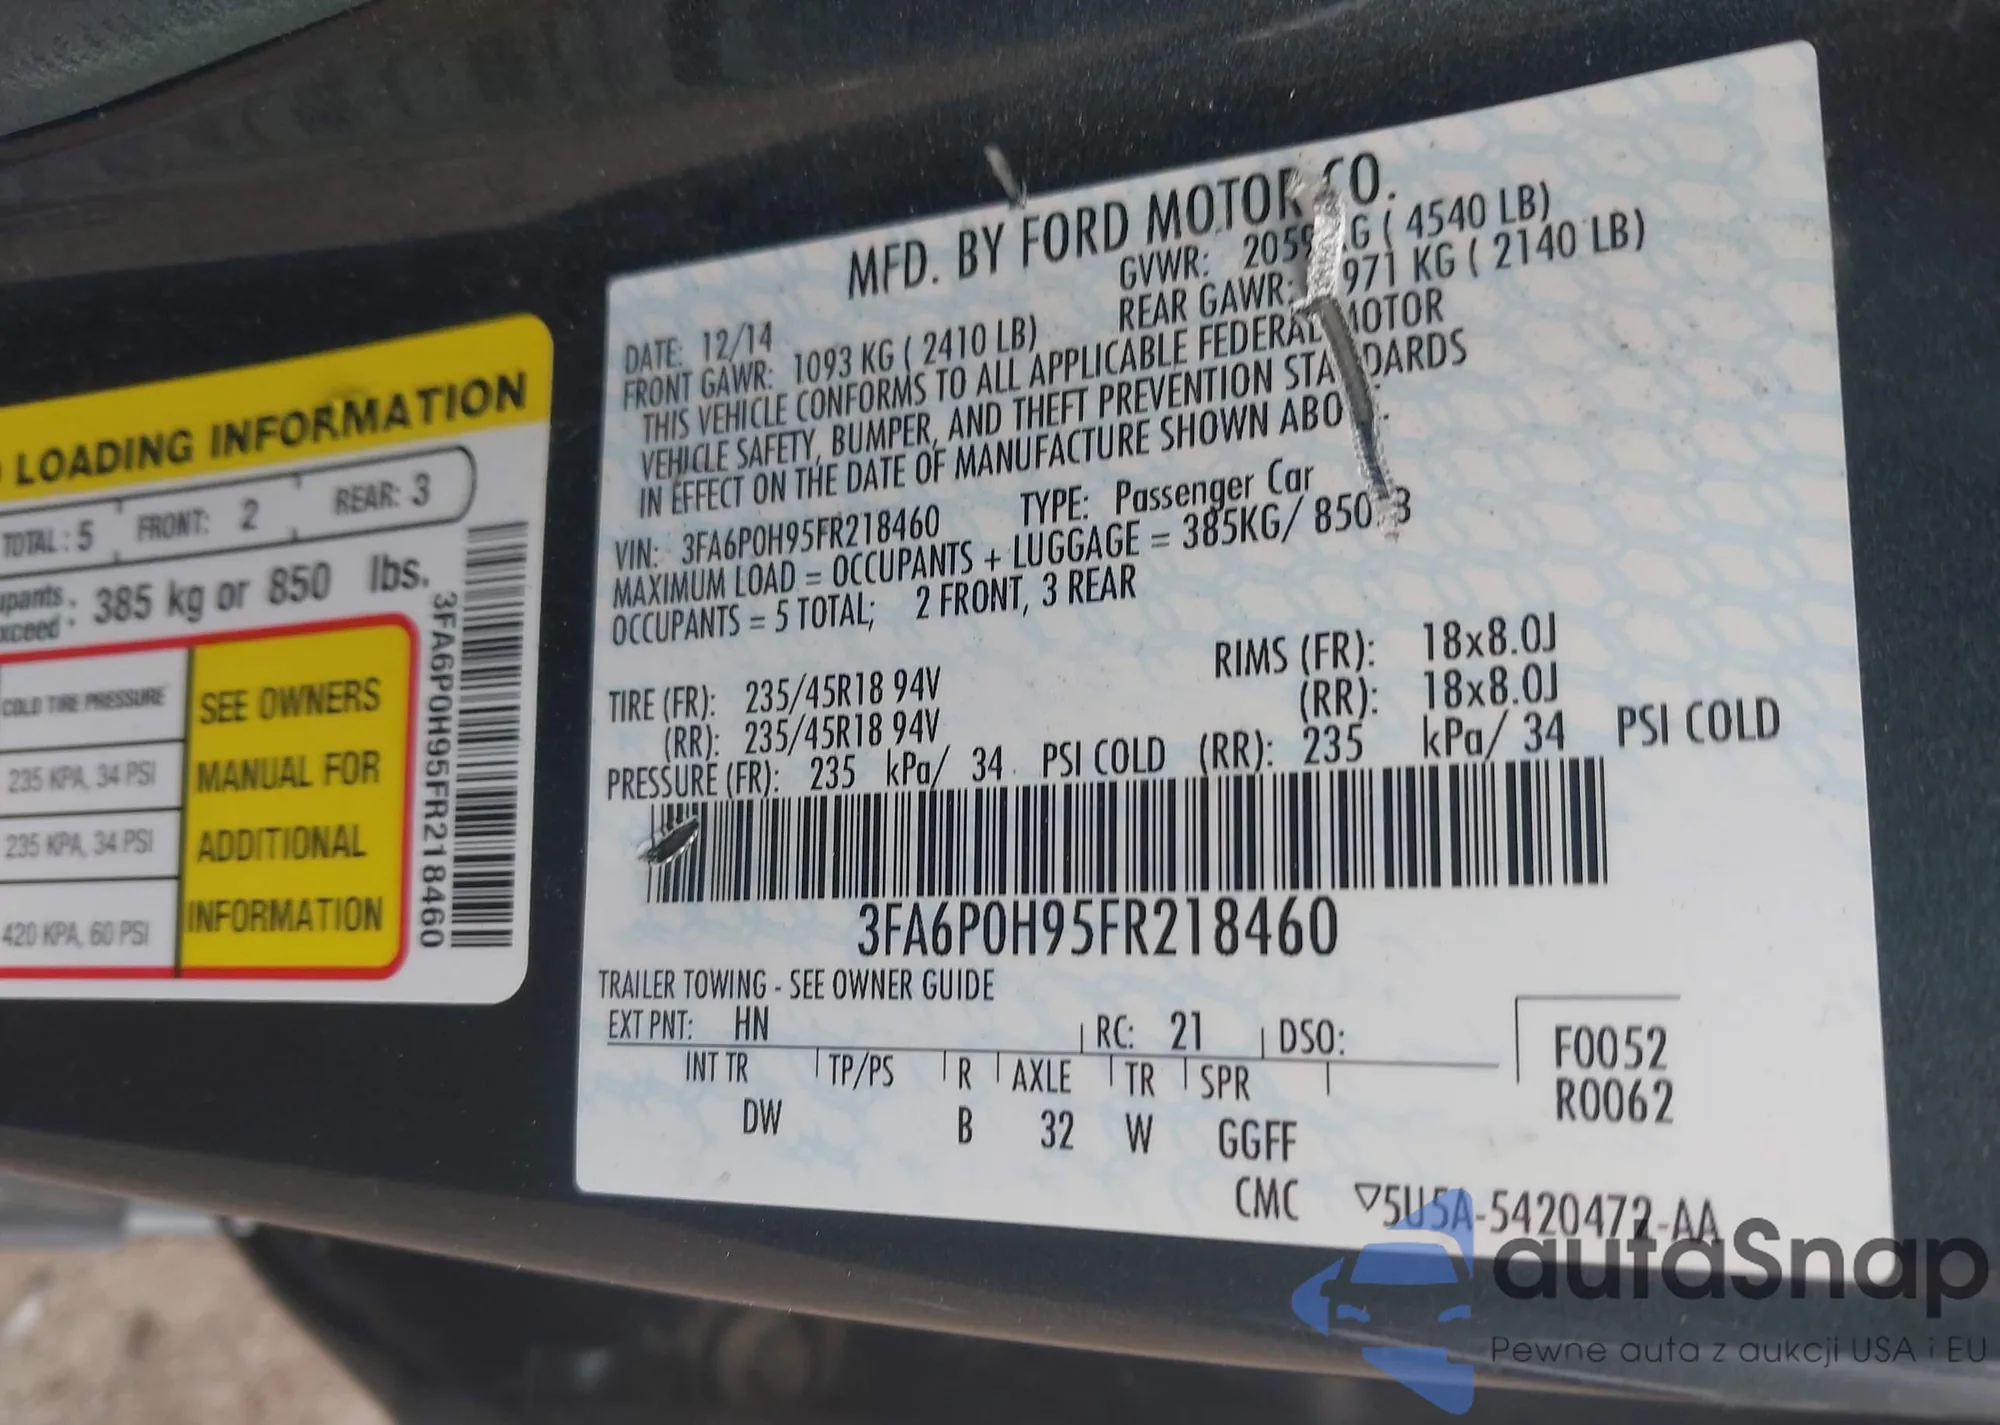 LOADING INFORMATION
TOTAL: 5 FRONT: 2 REAR: 3
385 kg or 850 lbs.
COLD TIRE PRESSURE
235 KPA, 34 PSI
235 KPA, 34 PSI
420 KPA, 60 PSI
SEE OWNERS
MANUAL FOR
ADDITIONAL
INFORMATION
3FA6P0H95FR218460
MFD. BY FORD MOTOR CO.
DATE: 12/14 GVWR: 2059 KG ( 4540 LB)
FRONT GAWR: 1093 KG ( 2410 LB) REAR GAWR: 971 KG ( 2140 LB)
THIS VEHICLE CONFORMS TO ALL APPLICABLE FEDERAL MOTOR
VEHICLE SAFETY, BUMPER, AND THEFT PREVENTION STANDARDS
IN EFFECT ON THE DATE OF MANUFACTURE SHOWN
VIN: 3FA6P0H95FR218460 TYPE: Passenger Car
MAXIMUM LOAD = OCCUPANTS + LUGGAGE = 385KG/ 850
OCCUPANTS = 5 TOTAL; 2 FRONT, 3 REAR
TIRE (FR): 235/45R18 94V RIMS (FR): 18x8.0J
(RR): 235/45R18 94V (RR): 18x8.0J
PRESSURE (FR): 235 kPa/ 34 PSI COLD (RR): 235 kPa/ 34 PSI COLD
3FA6P0H95FR218460
TRAILER TOWING - SEE OWNER GUIDE
EXT PNT: HN RC: 21 DSO: F0052
INT TR TP/PS R AXLE TR SPR R0062
DW B 32 W GGFF
CMC ▽5U5A-5420472-AA
autaSnap
Pewne auta z aukcji USA i EU